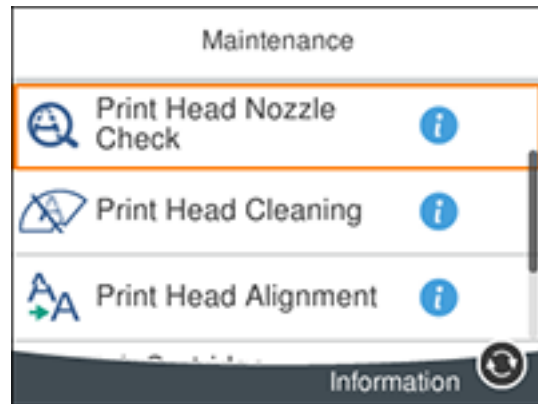 Maintenance
Print Head Nozzle
Check
Print Head Cleaning
Print Head Alignment
Information